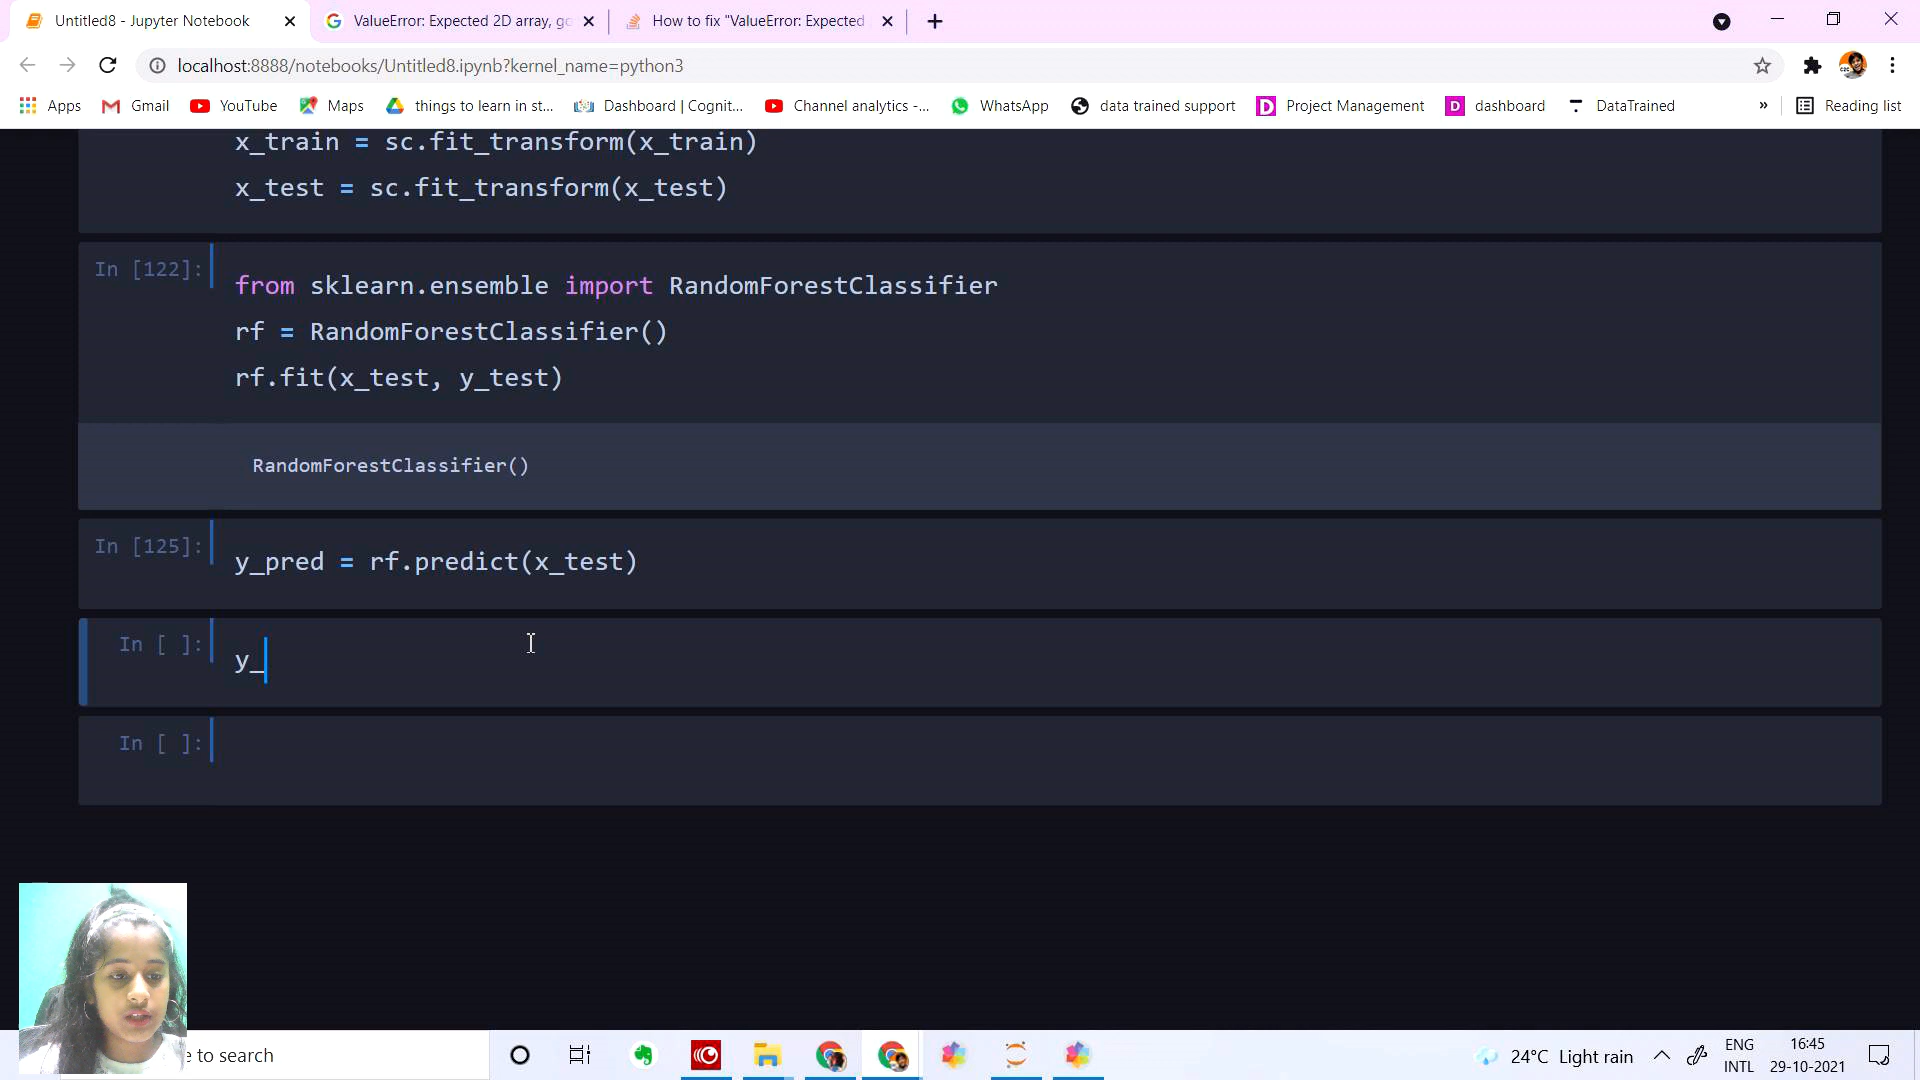 Untitled8 - Jupyter Notebook
ValueError: Expected 2D array, go
How to fix "ValueError: Expected
localhost:8888/notebooks/Untitled8.ipynb?kernel_name=python3
Apps Gmail YouTube Maps things to learn in st... Dashboard | Cognit... Channel analytics -... WhatsApp data trained support Project Management dashboard DataTrained » Reading list
x_train = sc.fit_transform(x_train)
x_test = sc.fit_transform(x_test)
In [122]:
from sklearn.ensemble import RandomForestClassifier
rf = RandomForestClassifier()
rf.fit(x_test, y_test)
RandomForestClassifier()
In [125]:
y_pred = rf.predict(x_test)
In [ ]:
y_
In [ ]:
e to search
24°C Light rain
ENG
INTL
16:45
29-10-2021